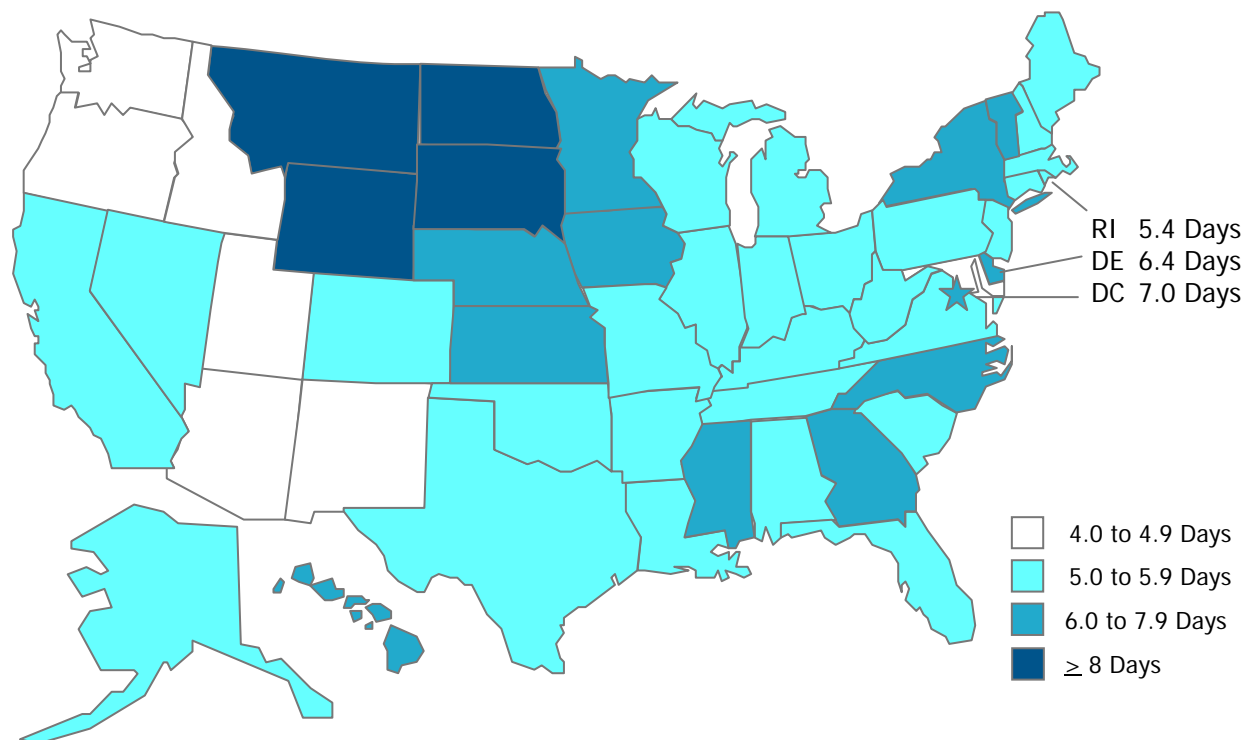 RI 5.4 Days
DE 6.4 Days
DC 7.0 Days
4.0 to 4.9 Days
5.0 to 5.9 Days
6.0 to 7.9 Days
≥ 8 Days